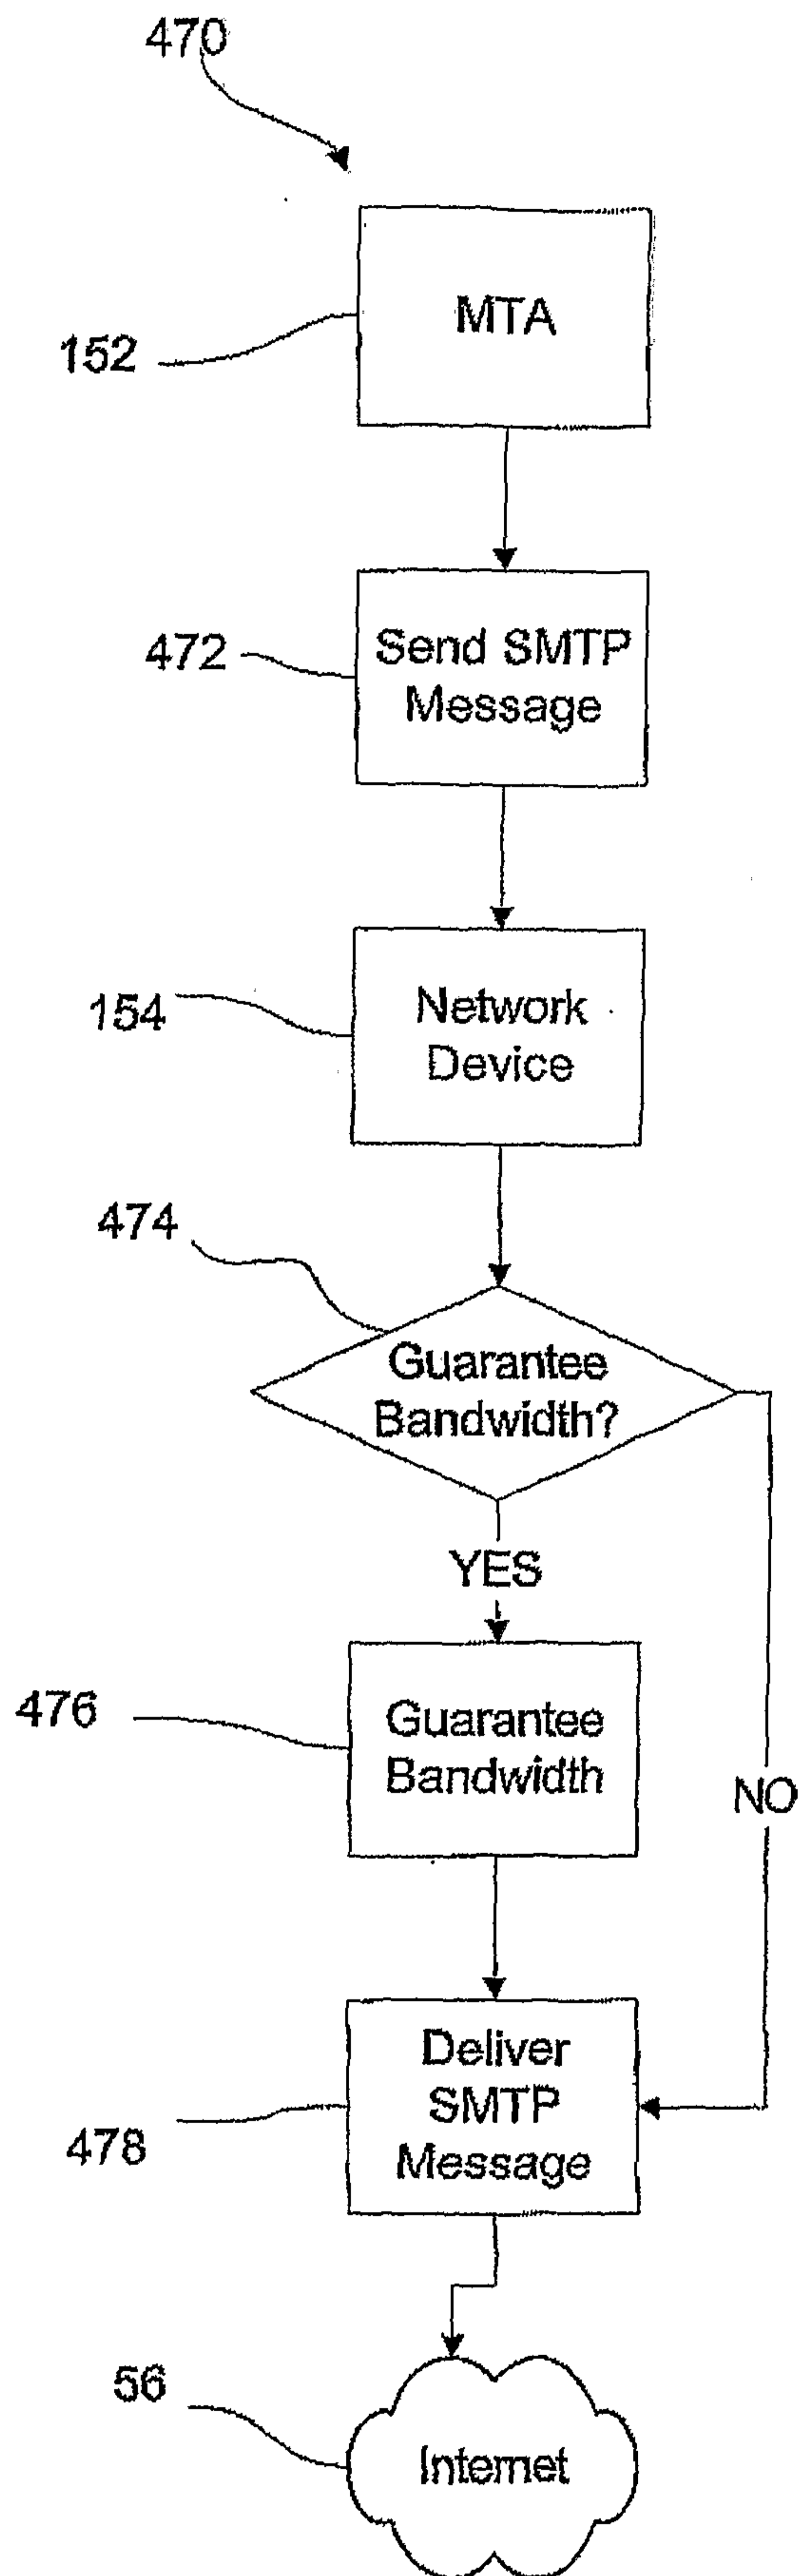 470
MTA
152
Send SMTP
Message
472
Network
Device
154
474
Guarantee
Bandwidth?
YES
476
Guarantee
Bandwidth
NO
Deliver
SMTP
Message
478
56
Internet